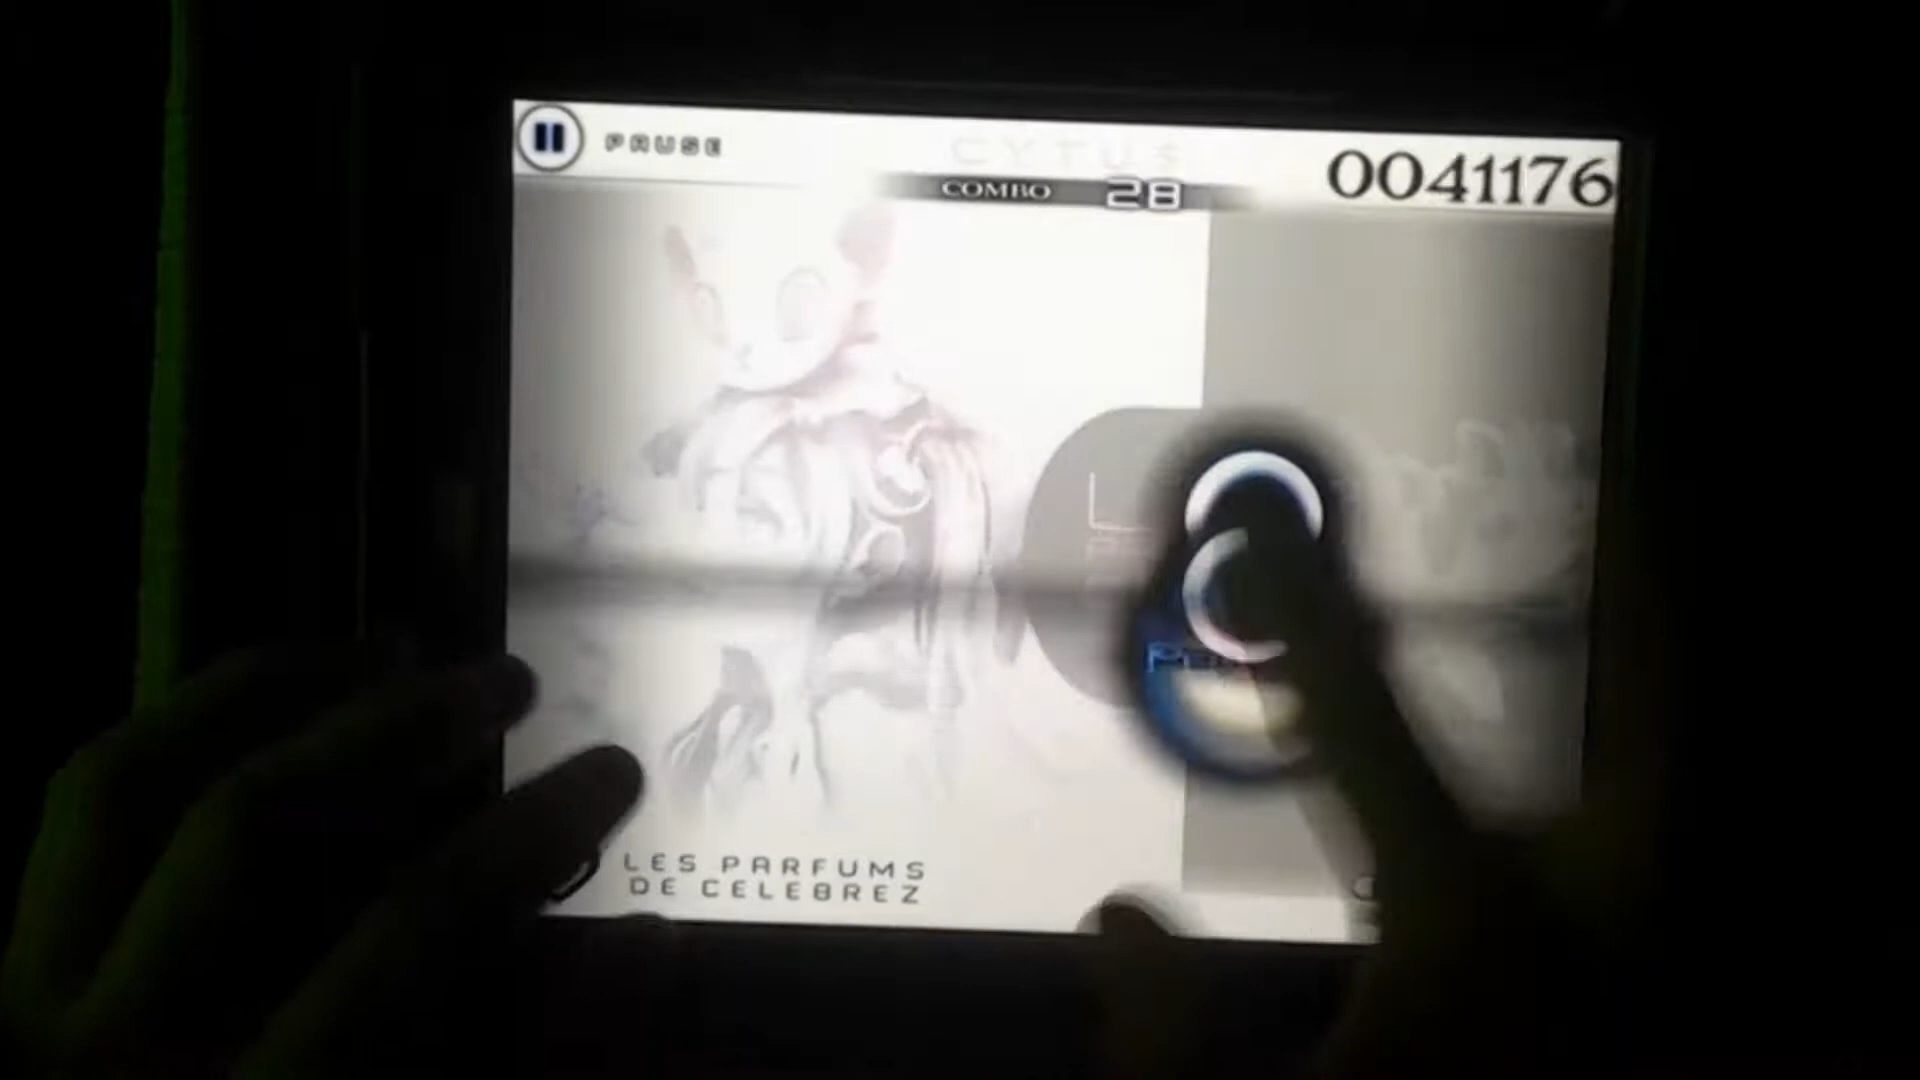 PAUSE
CYTUS
COMBO 28
0041176
LES PARFUMS
DE CELEBREZ